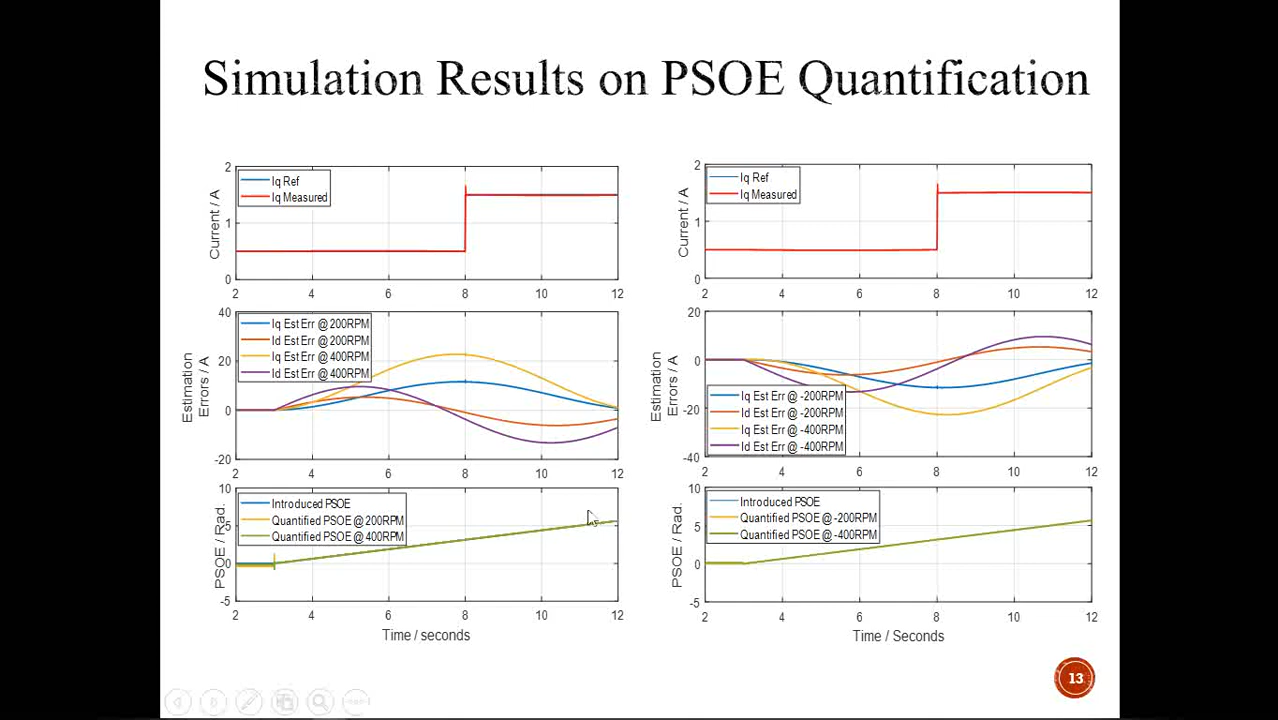 Simulation Results on PSOE Quantification
2
1
0
Current / A
Iq Ref
Iq Measured
2 4 6 8 10 12
40
20
0
-20
Estimation
Errors / A
Iq Est Err @ 200RPM
Id Est Err @ 200RPM
Iq Est Err @ 400RPM
Id Est Err @ 400RPM
2 4 6 8 10 12
10
5
0
-5
PSOE / Rad.
Introduced PSOE
Quantified PSOE @ 200RPM
Quantified PSOE @ 400RPM
2 4 6 8 10 12
Time / seconds
2
1
0
Current / A
Iq Ref
Iq Measured
2 4 6 8 10 12
20
0
-20
-40
Estimation
Errors / A
Iq Est Err @ -200RPM
Id Est Err @ -200RPM
Iq Est Err @ -400RPM
Id Est Err @ -400RPM
2 4 6 8 10 12
10
5
0
-5
PSOE / Rad.
Introduced PSOE
Quantified PSOE @ -200RPM
Quantified PSOE @ -400RPM
2 4 6 8 10 12
Time / Seconds
13